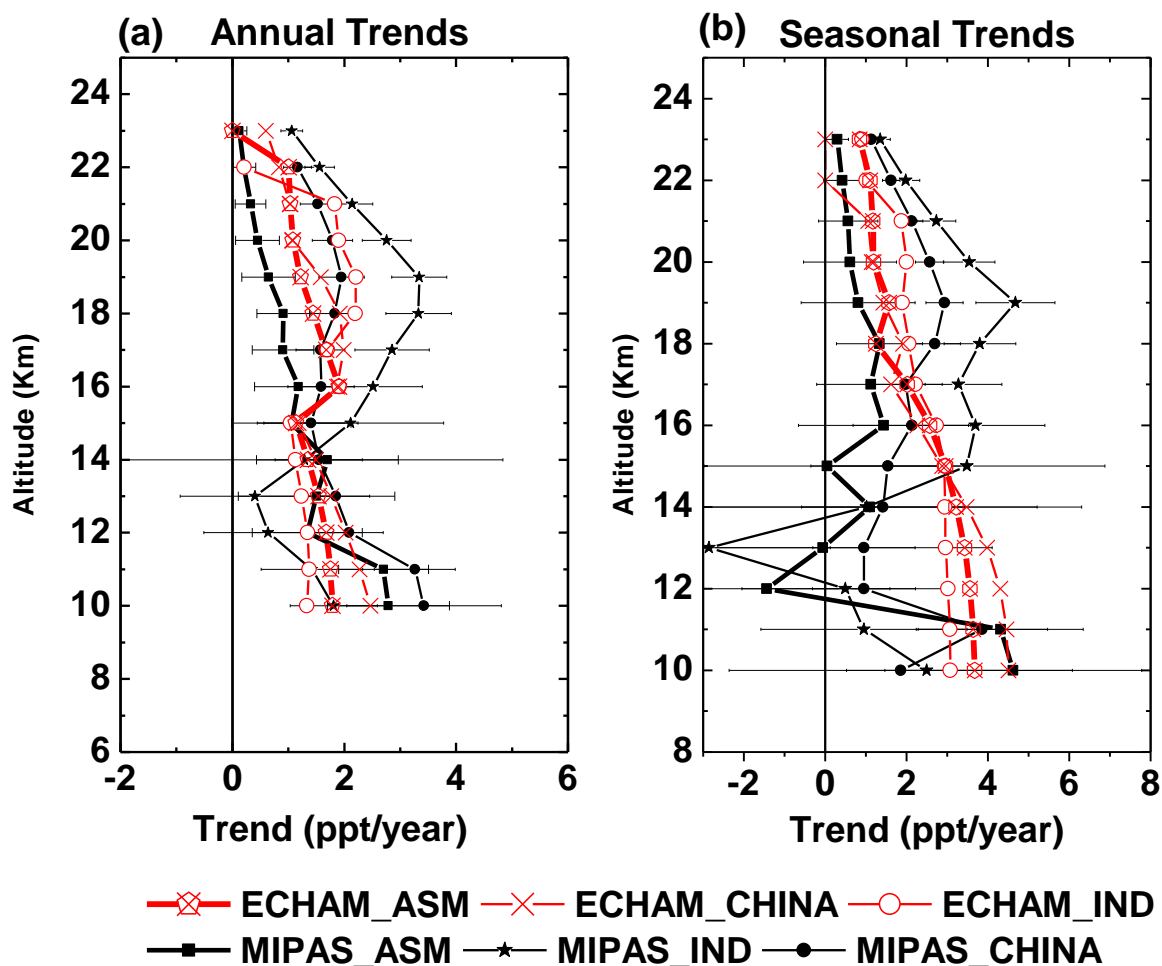 (a) Annual Trends
(b) Seasonal Trends
24
22
20
18
16
14
12
10
8
6
Altitude (Km)
-2 0 2 4 6
Trend (ppt/year)
24
22
20
18
16
14
12
10
8
Altitude (Km)
-2 0 2 4 6 8
Trend (ppt/year)
ECHAM_ASM ECHAM_CHINA ECHAM_IND
MIPAS_ASM MIPAS_IND MIPAS_CHINA